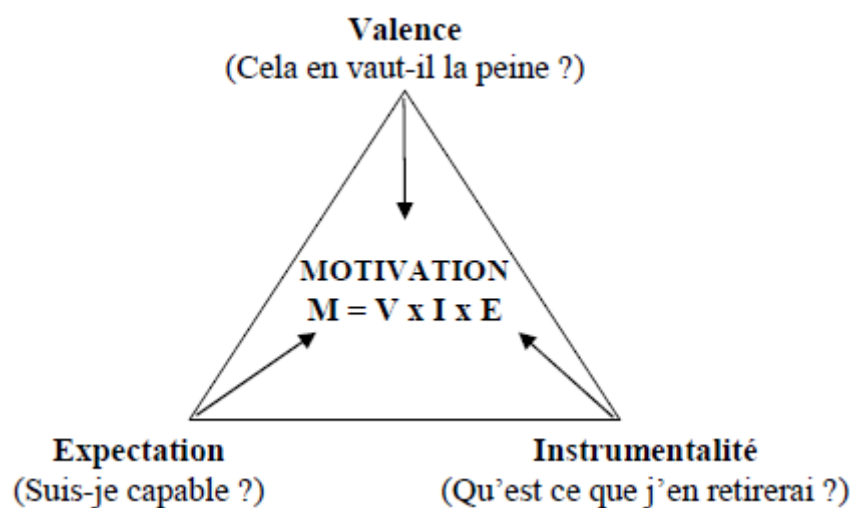 Valence
(Cela en vaut-il la peine ?)
MOTIVATION
M = V x I x E
Expectation
(Suis-je capable ?)
Instrumentalité
(Qu'est ce que j'en retirerai ?)